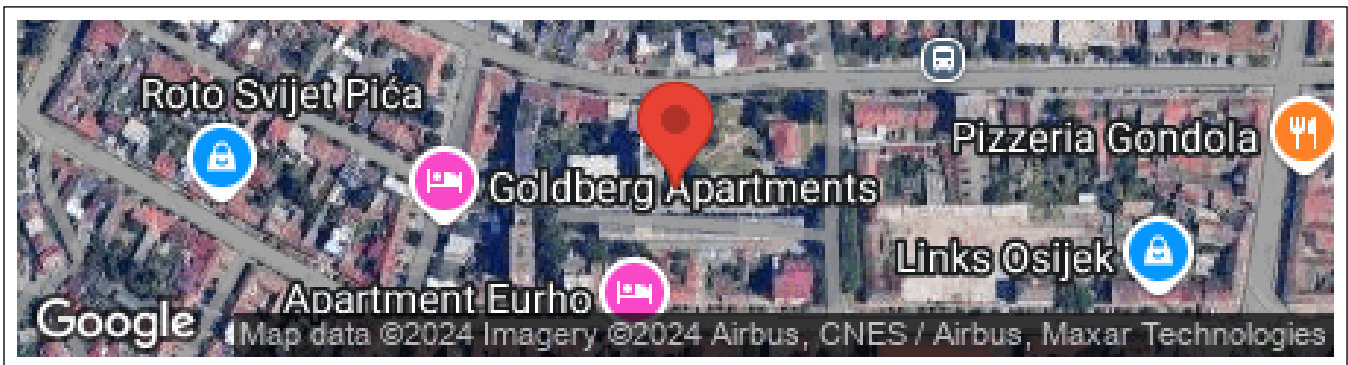 Roto Svijet Pića
Pizzeria Gondola
Goldberg Apartments
Links Osijek
Apartment Eurho
Google
Map data ©2024 Imagery ©2024 Airbus, CNES / Airbus, Maxar Technologies